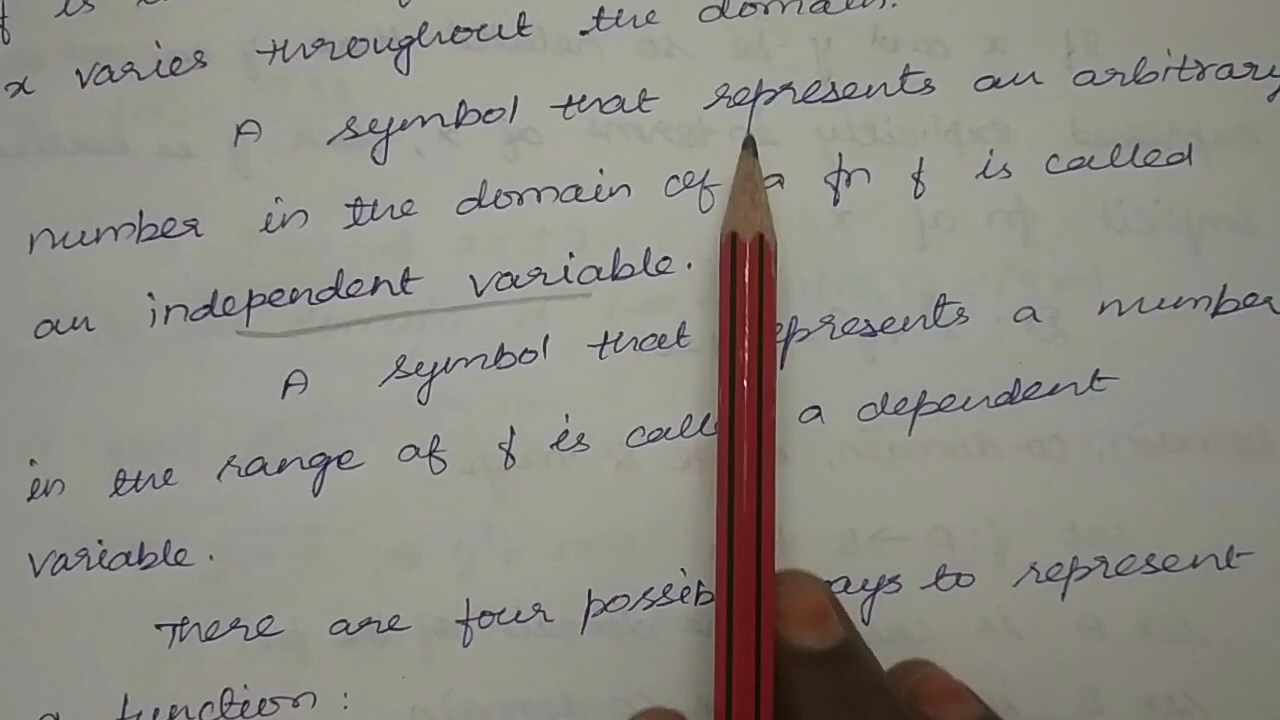 x varies throughout the domain.
A symbol that represents an arbitrary
number in the domain of a fn f is called
an independent variable.
A symbol that represents a number
in the range of f is called a dependent
variable.
There are four possible ways to represent
a function: